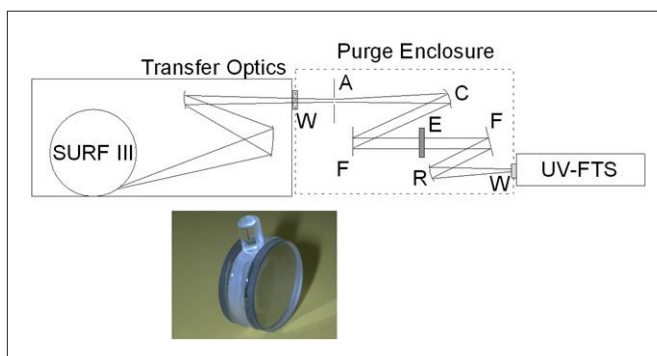 Purge Enclosure
Transfer Optics
A
C
W
E
F
SURF III
F
R
W
UV-FTS